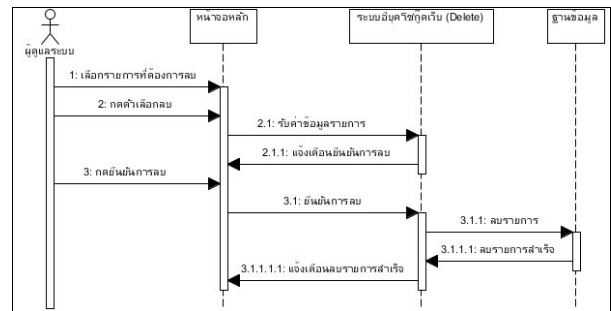 หน้าจอหลัก
ระบบอีบุควีซกู๊ดเว็บ (Delete)
ฐานข้อมูล
ผู้ดูแลระบบ
1: เลือกรายการที่ต้องการลบ
2: กดตัวเลือกลบ
2.1: รับค่าข้อมูลรายการ
2.1.1: แจ้งเตือนยืนยันการลบ
3: กดยืนยันการลบ
3.1: ยืนยันการลบ
3.1.1: ลบรายการ
3.1.1.1: ลบรายการสำเร็จ
3.1.1.1.1: แจ้งเตือนลบรายการสำเร็จ